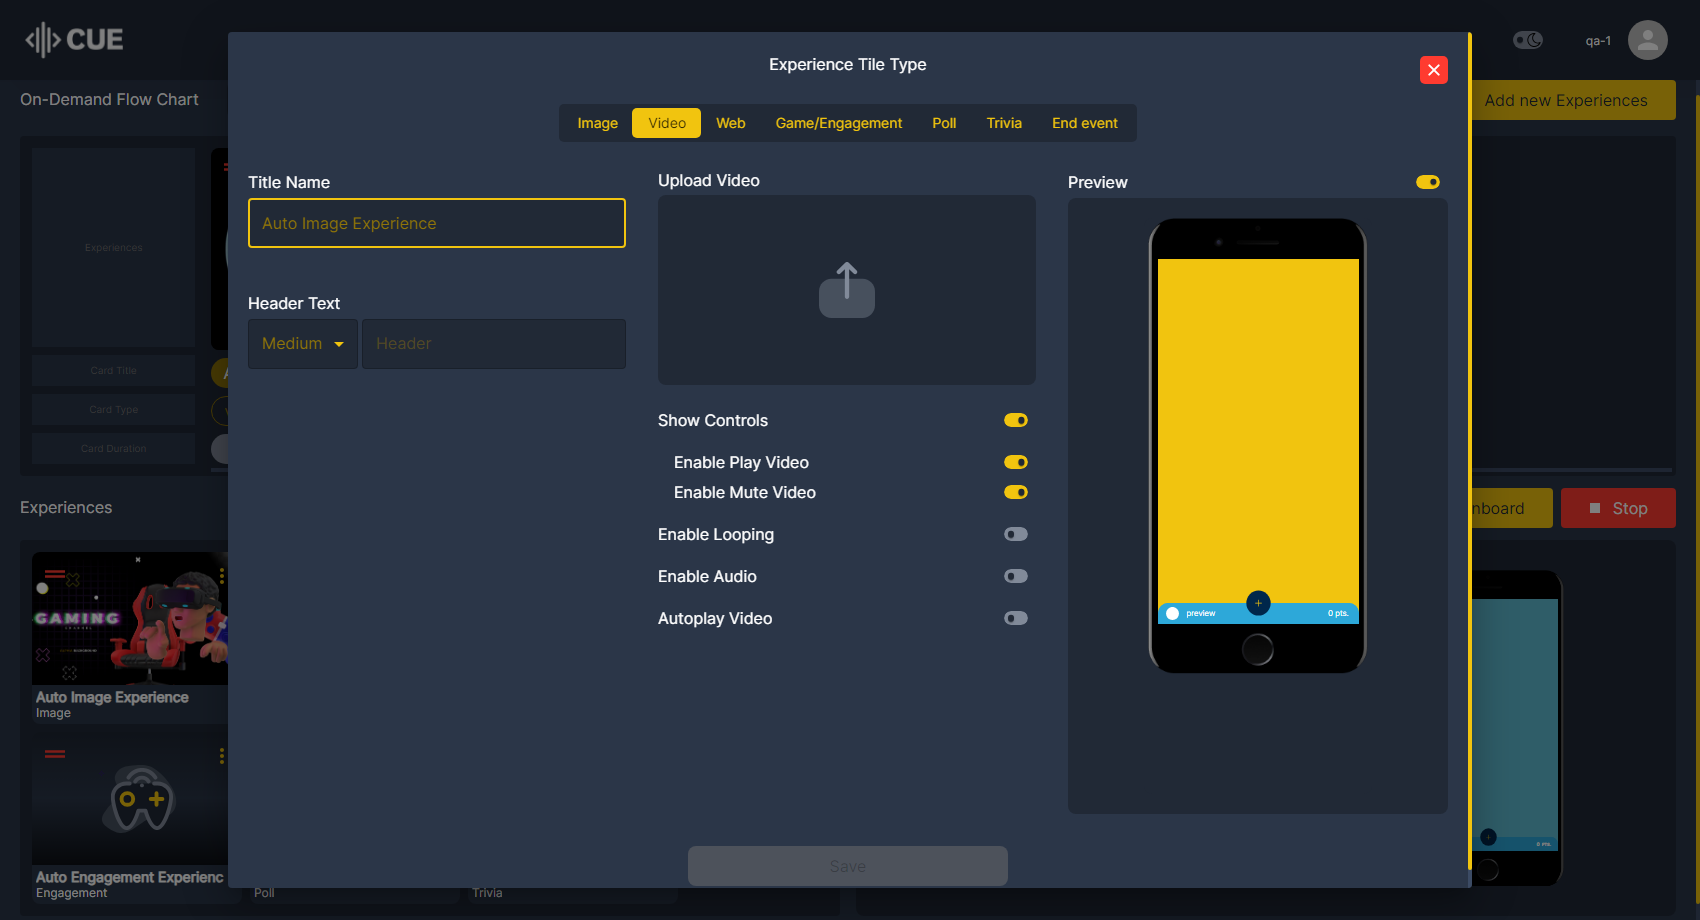 CUE
qa-1
On-Demand Flow Chart
Add new Experiences
Experience Tile Type
Image
Video
Web
Game/Engagement
Poll
Trivia
End event
Title Name
Auto Image Experience
Header Text
Medium
Header
Upload Video
Show Controls
Enable Play Video
Enable Mute Video
Enable Looping
Enable Audio
Autoplay Video
Preview
preview
0 pts.
Save
Experiences
Card Title
Card Type
Card Duration
Experiences
nboard
Stop
GAMING
Auto Image Experience
Image
Auto Engagement Experienc
Engagement
Poll
Trivia
0 pts.